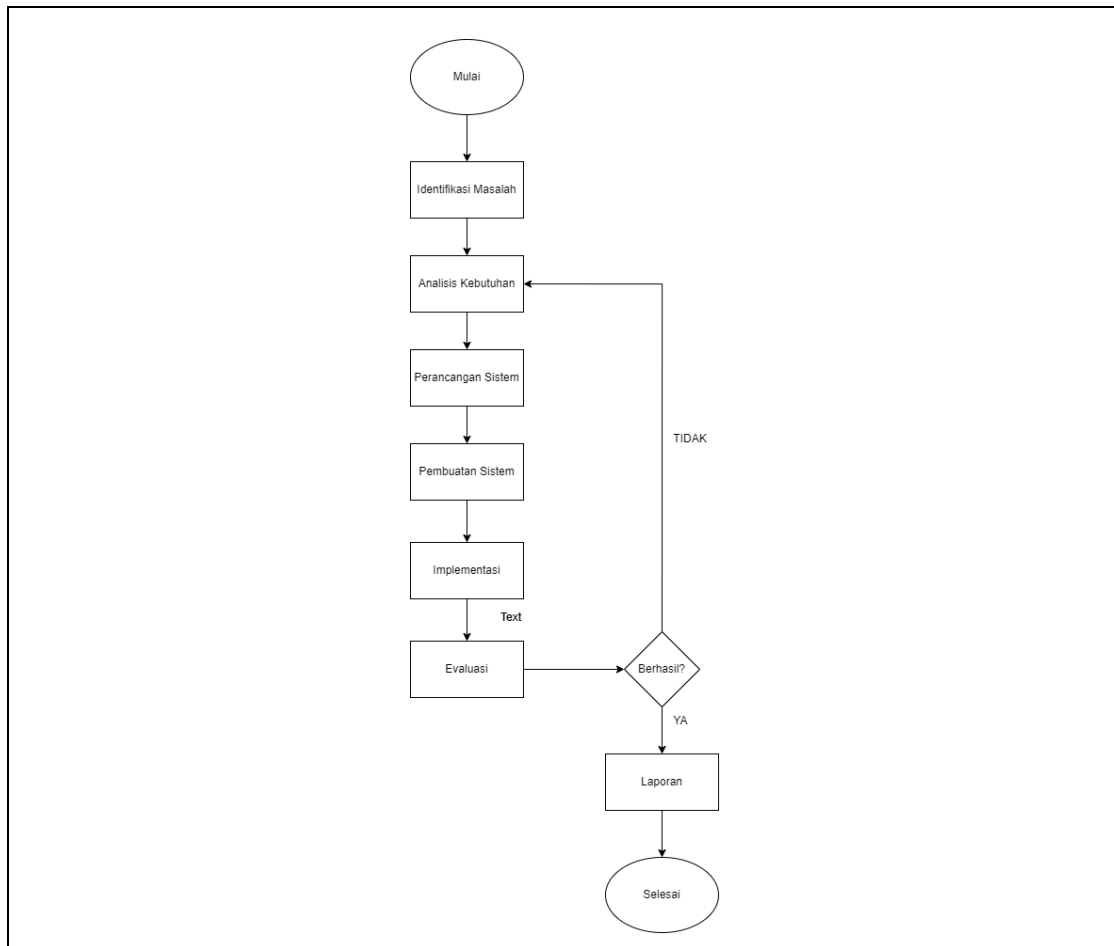 Mulai
Identifikasi Masalah
Analisis Kebutuhan
Perancangan Sistem
TIDAK
Pembuatan Sistem
Implementasi
Text
Evaluasi
Berhasil?
YA
Laporan
Selesai